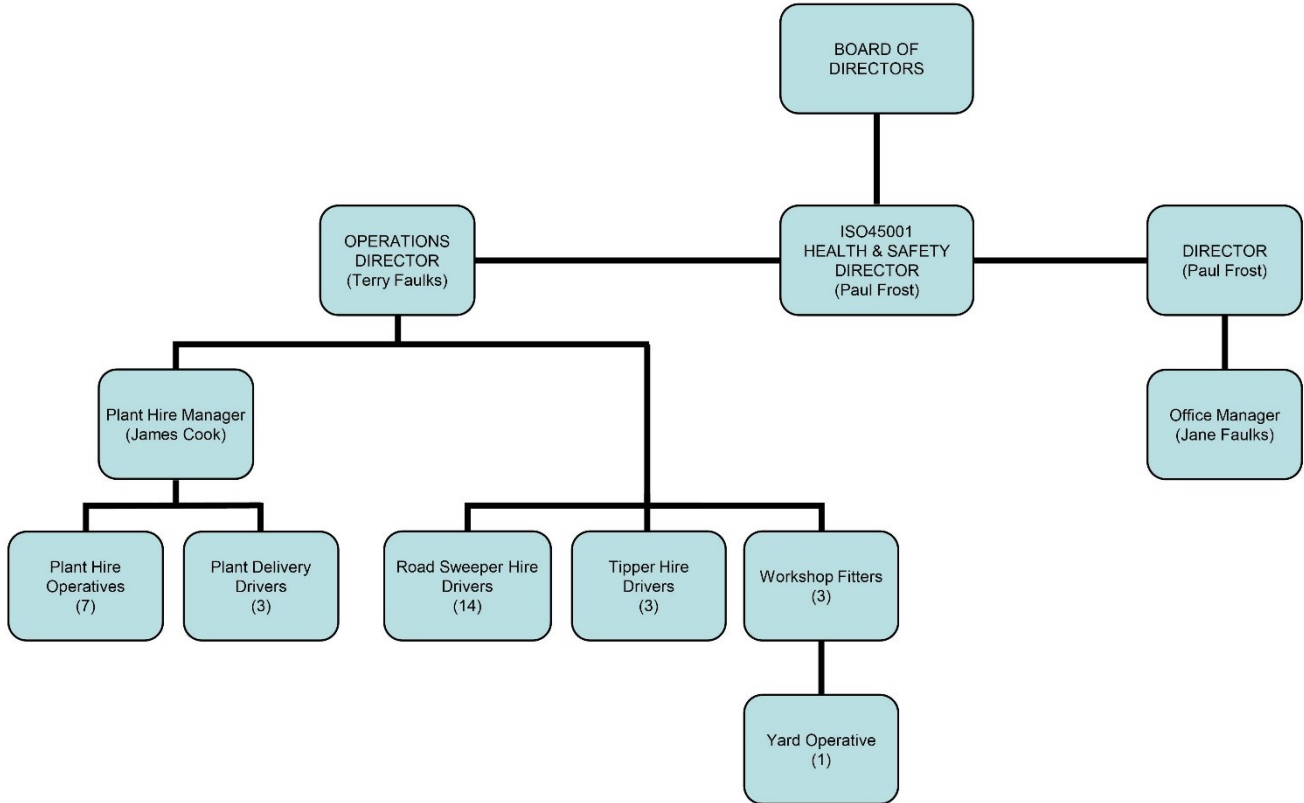 BOARD OF
DIRECTORS
OPERATIONS
DIRECTOR
(Terry Faulks)
ISO45001
HEALTH & SAFETY
DIRECTOR
(Paul Frost)
DIRECTOR
(Paul Frost)
Plant Hire Manager
(James Cook)
Office Manager
(Jane Faulks)
Plant Hire
Operatives
(7)
Plant Delivery
Drivers
(3)
Road Sweeper Hire
Drivers
(14)
Tipper Hire
Drivers
(3)
Workshop Fitters
(3)
Yard Operative
(1)